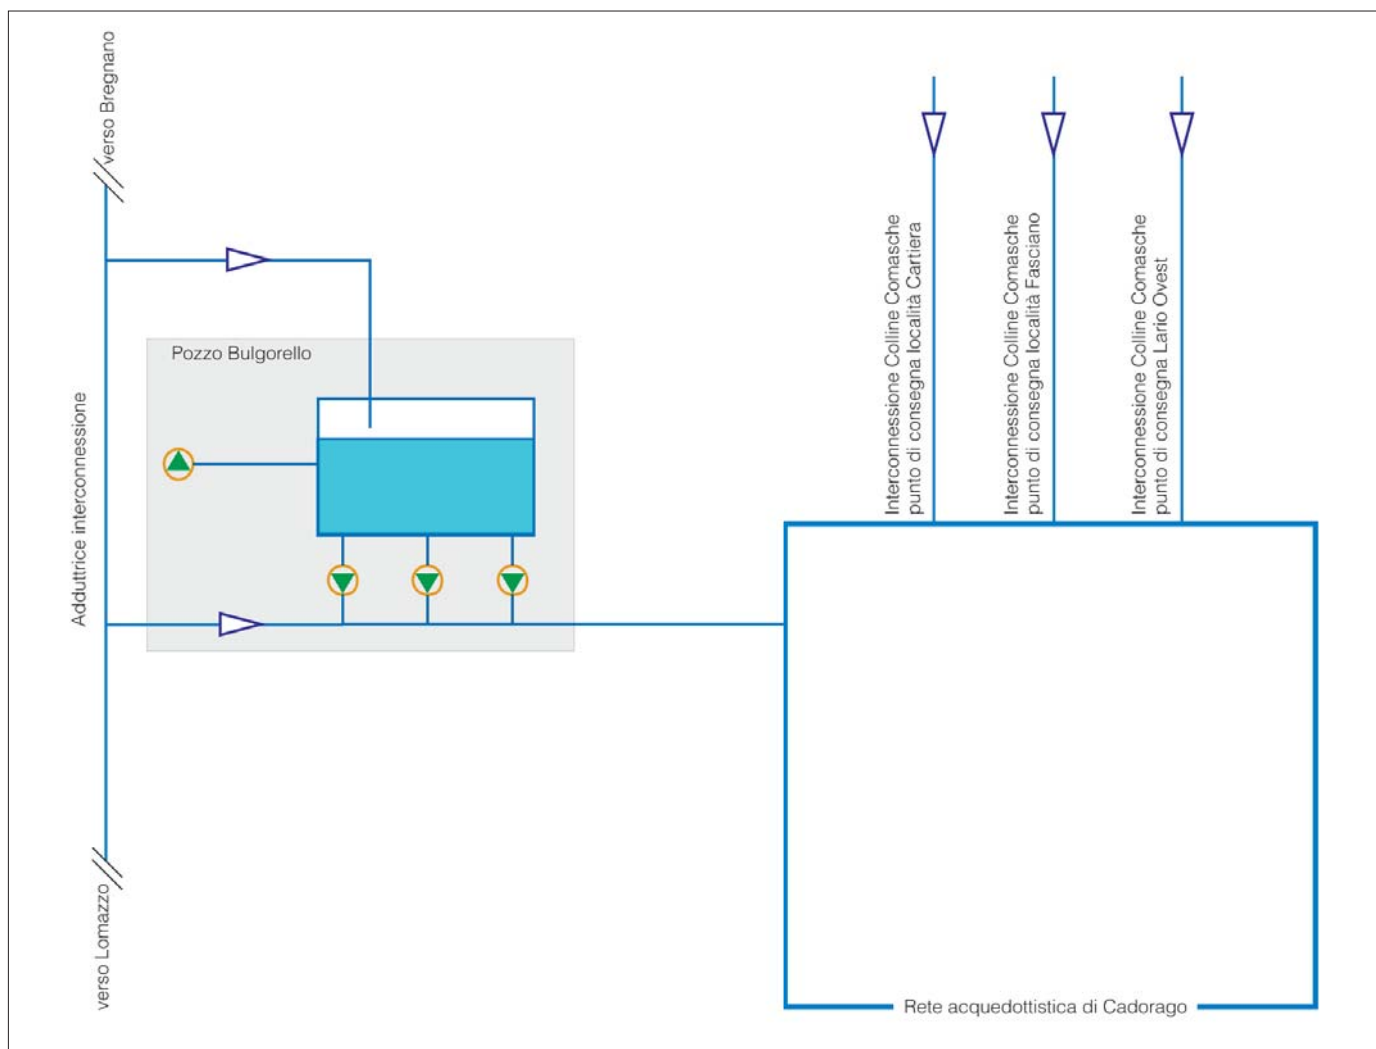 verso Bregnano
Interconnessione Colline Comasche
punto di consegna località Cartiera
Interconnessione Colline Comasche
punto di consegna località Fasciano
Interconnessione Colline Comasche
punto di consegna Lario Ovest
Pozzo Bulgorello
Adduttrice interconnessione
verso Lomazzo
Rete acquedottistica di Cadorago